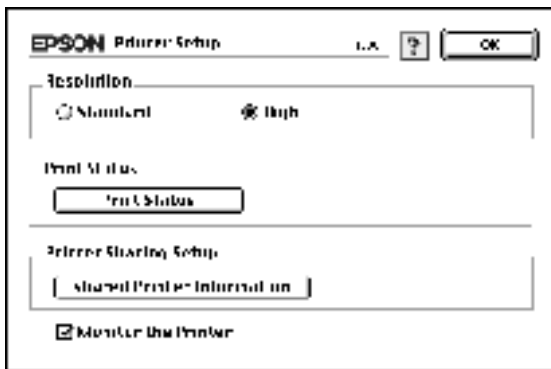 EPSON Printer Setup ? OK
Resolution
Standard High
Print Status
Print Status
Printer Sharing Setup
Shared Printer Information
Monitor the Printer